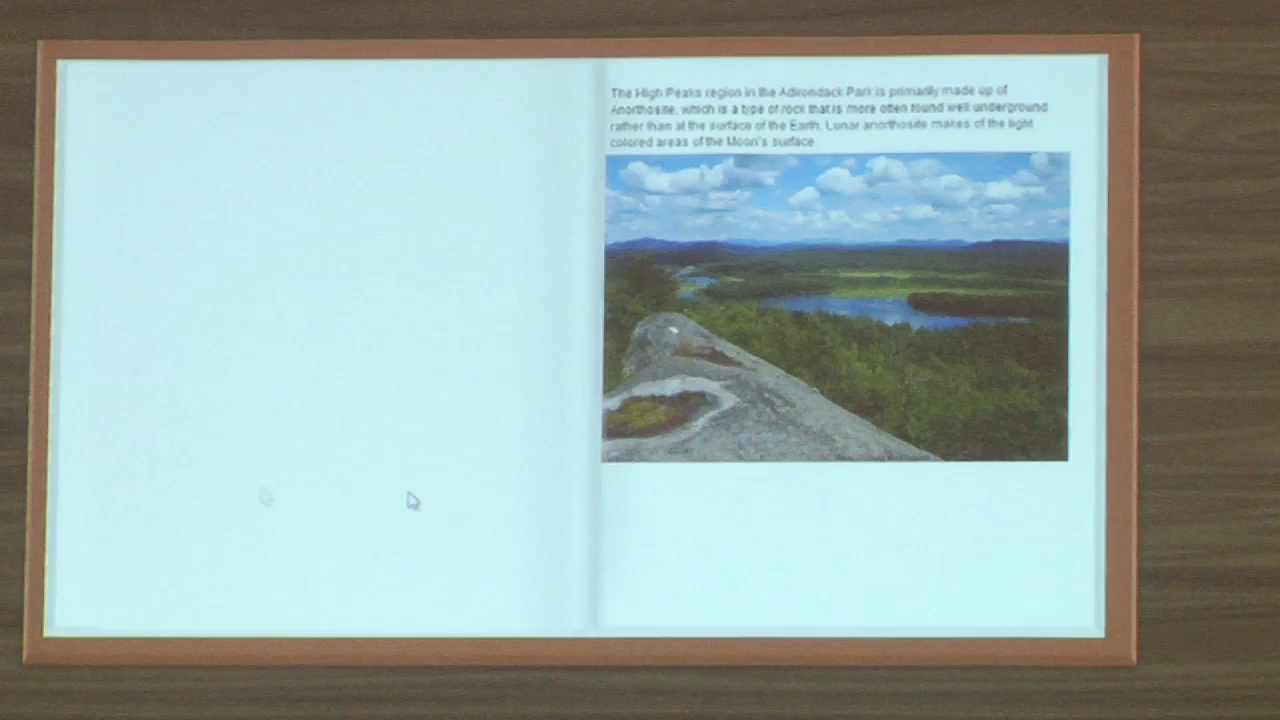 The High Peaks region in the Adirondack Park is primarily made up of
Anorthosite, which is a type of rock that is more often found well underground
rather than at the surface of the Earth. Lunar anorthosite makes of the light
colored areas of the Moon's surface.